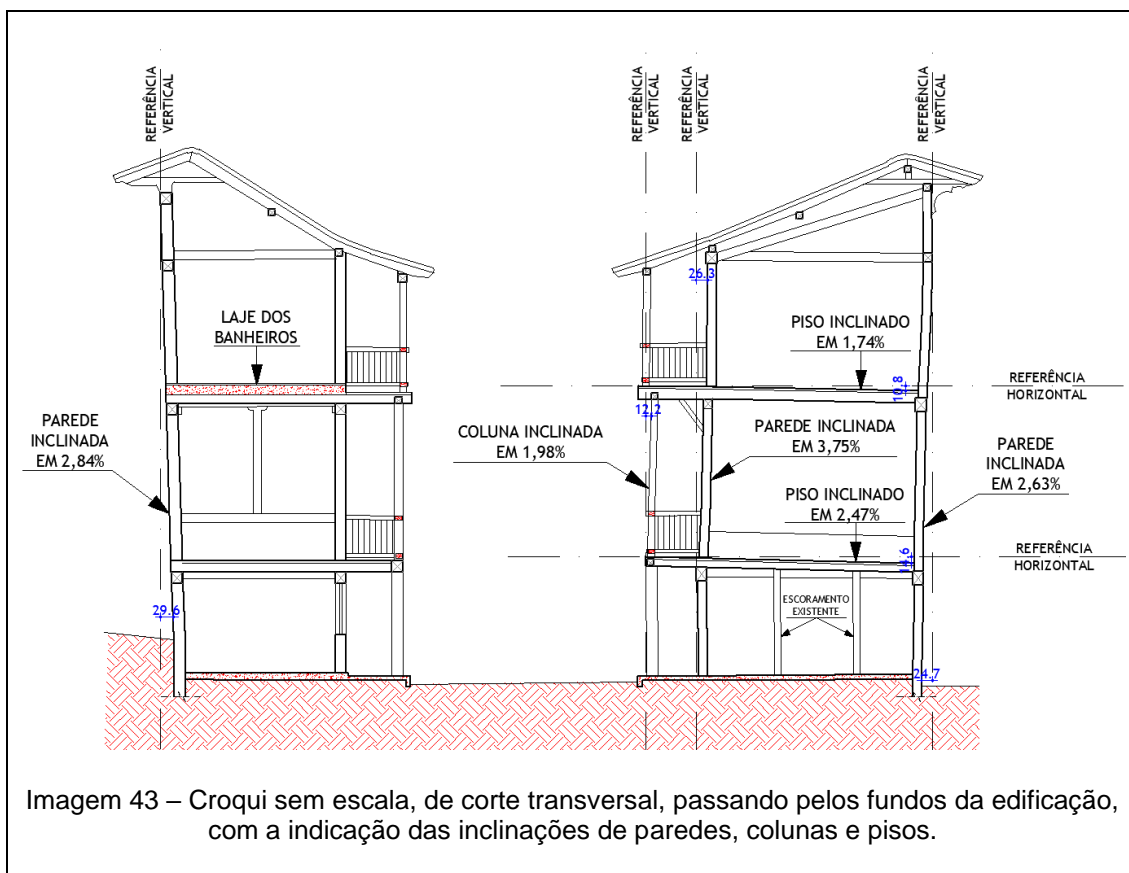 REFERÊNCIA
VERTICAL
REFERÊNCIA
VERTICAL
REFERÊNCIA
VERTICAL
REFERÊNCIA
VERTICAL
26.3
LAJE DOS
BANHEIROS
PISO INCLINADO
EM 1,74%
10.8
REFERÊNCIA
HORIZONTAL
12.2
PAREDE
INCLINADA
EM 2,84%
COLUNA INCLINADA
EM 1,98%
PAREDE INCLINADA
EM 3,75%
PAREDE
INCLINADA
EM 2,63%
PISO INCLINADO
EM 2,47%
14.6
REFERÊNCIA
HORIZONTAL
29.6
ESCORAMENTO
EXISTENTE
24.7
Imagem 43 – Croqui sem escala, de corte transversal, passando pelos fundos da edificação,
com a indicação das inclinações de paredes, colunas e pisos.